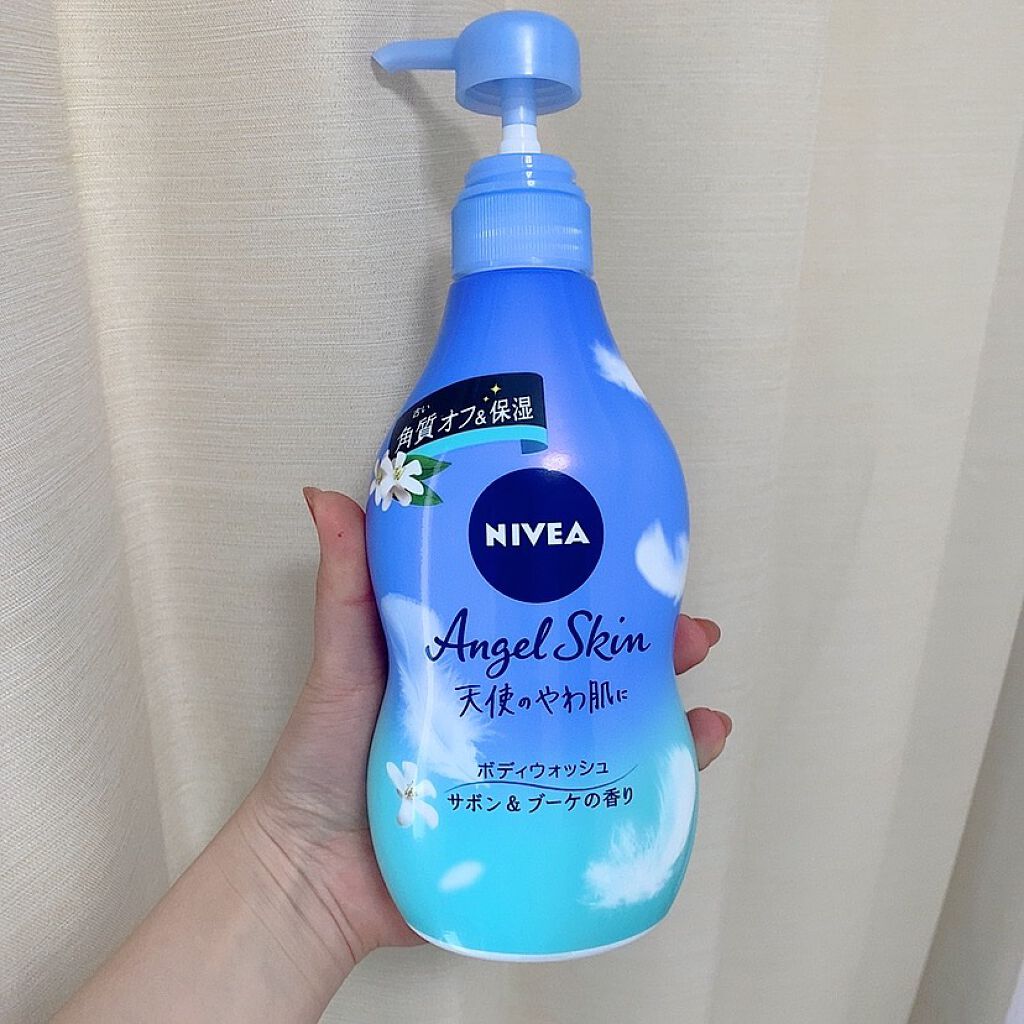 古い
角質オフ&保湿
NIVEA
Angel Skin
天使のやわ肌に
ボディウォッシュ
サボン&ブーケの香り